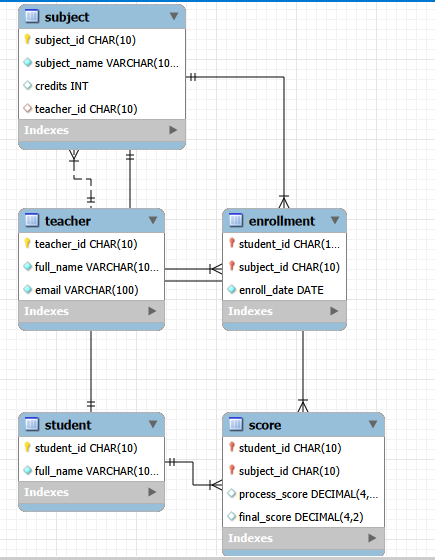 subject
subject_id CHAR(10)
subject_name VARCHAR(10...
credits INT
teacher_id CHAR(10)
Indexes
teacher
teacher_id CHAR(10)
full_name VARCHAR(10...
email VARCHAR(100)
Indexes
enrollment
student_id CHAR(1...
subject_id CHAR(10)
enroll_date DATE
Indexes
student
student_id CHAR(10)
full_name VARCHAR(10...
Indexes
score
student_id CHAR(10)
subject_id CHAR(10)
process_score DECIMAL(4,...
final_score DECIMAL(4,2)
Indexes